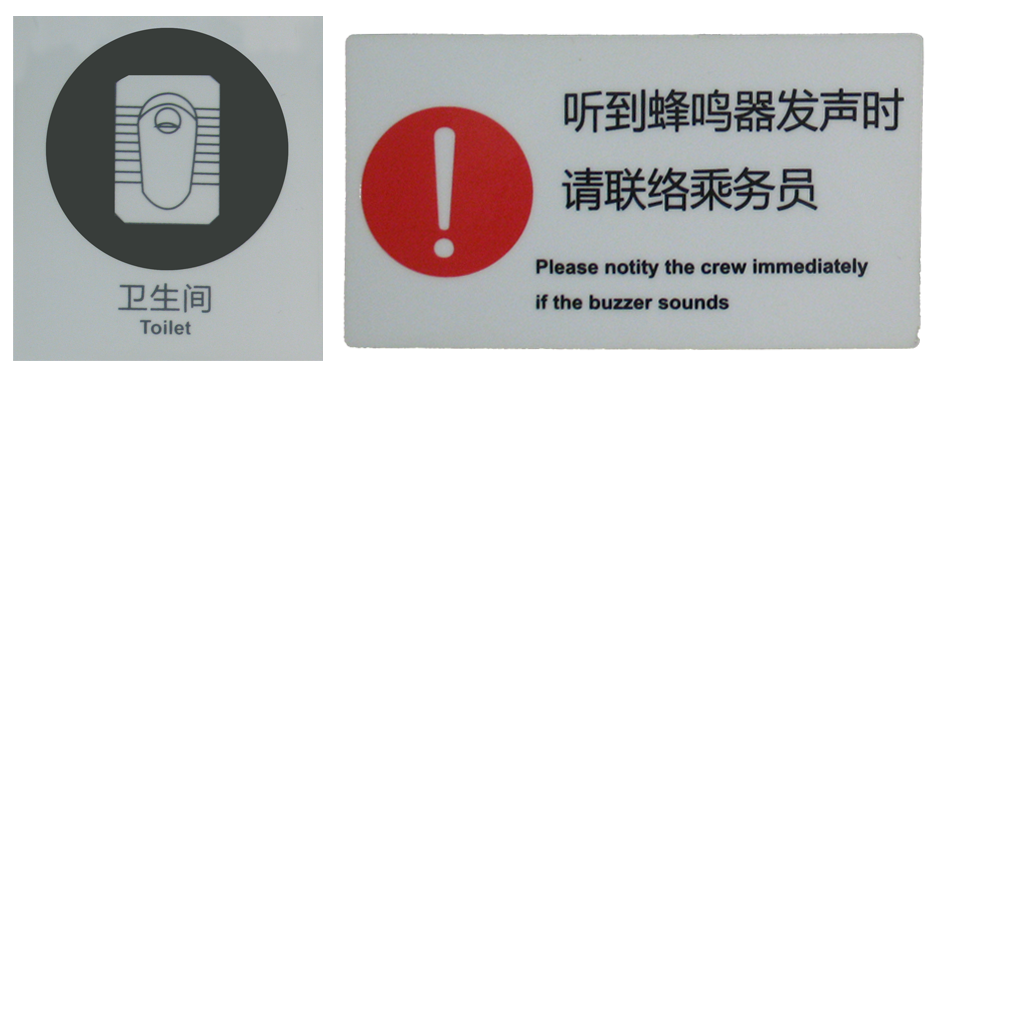 卫生间
Toilet
听到蜂鸣器发声时
请联络乘务员
Please notity the crew immediately
if the buzzer sounds